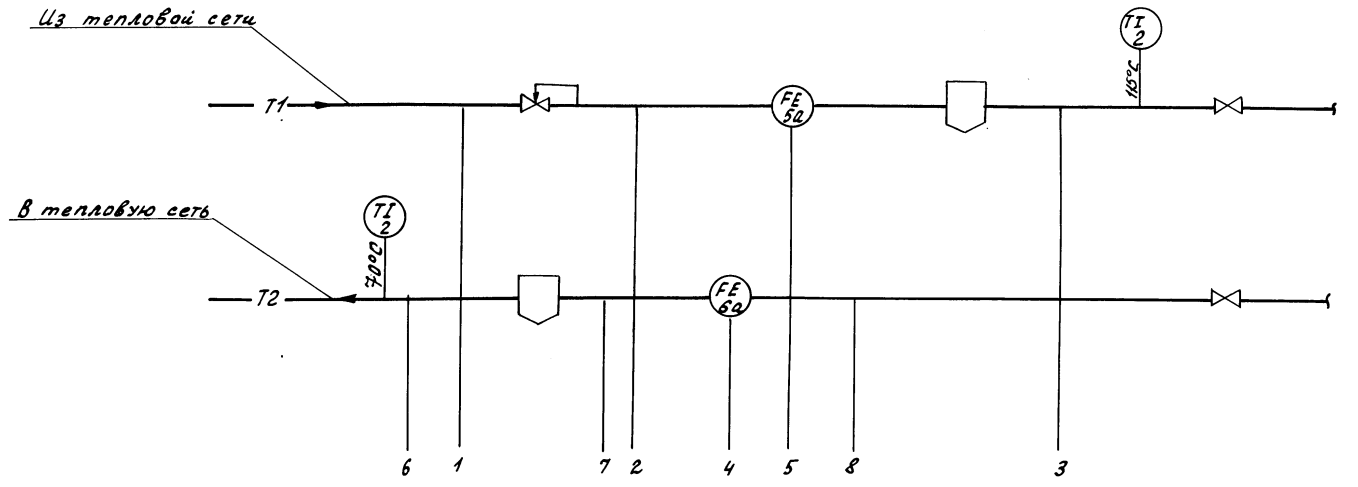 Из тепловой сети
TI
2
115°C
T1
FE
5a
В тепловую сеть
TI
2
70°C
T2
FE
6a
6 1 7 2 4 5 8 3